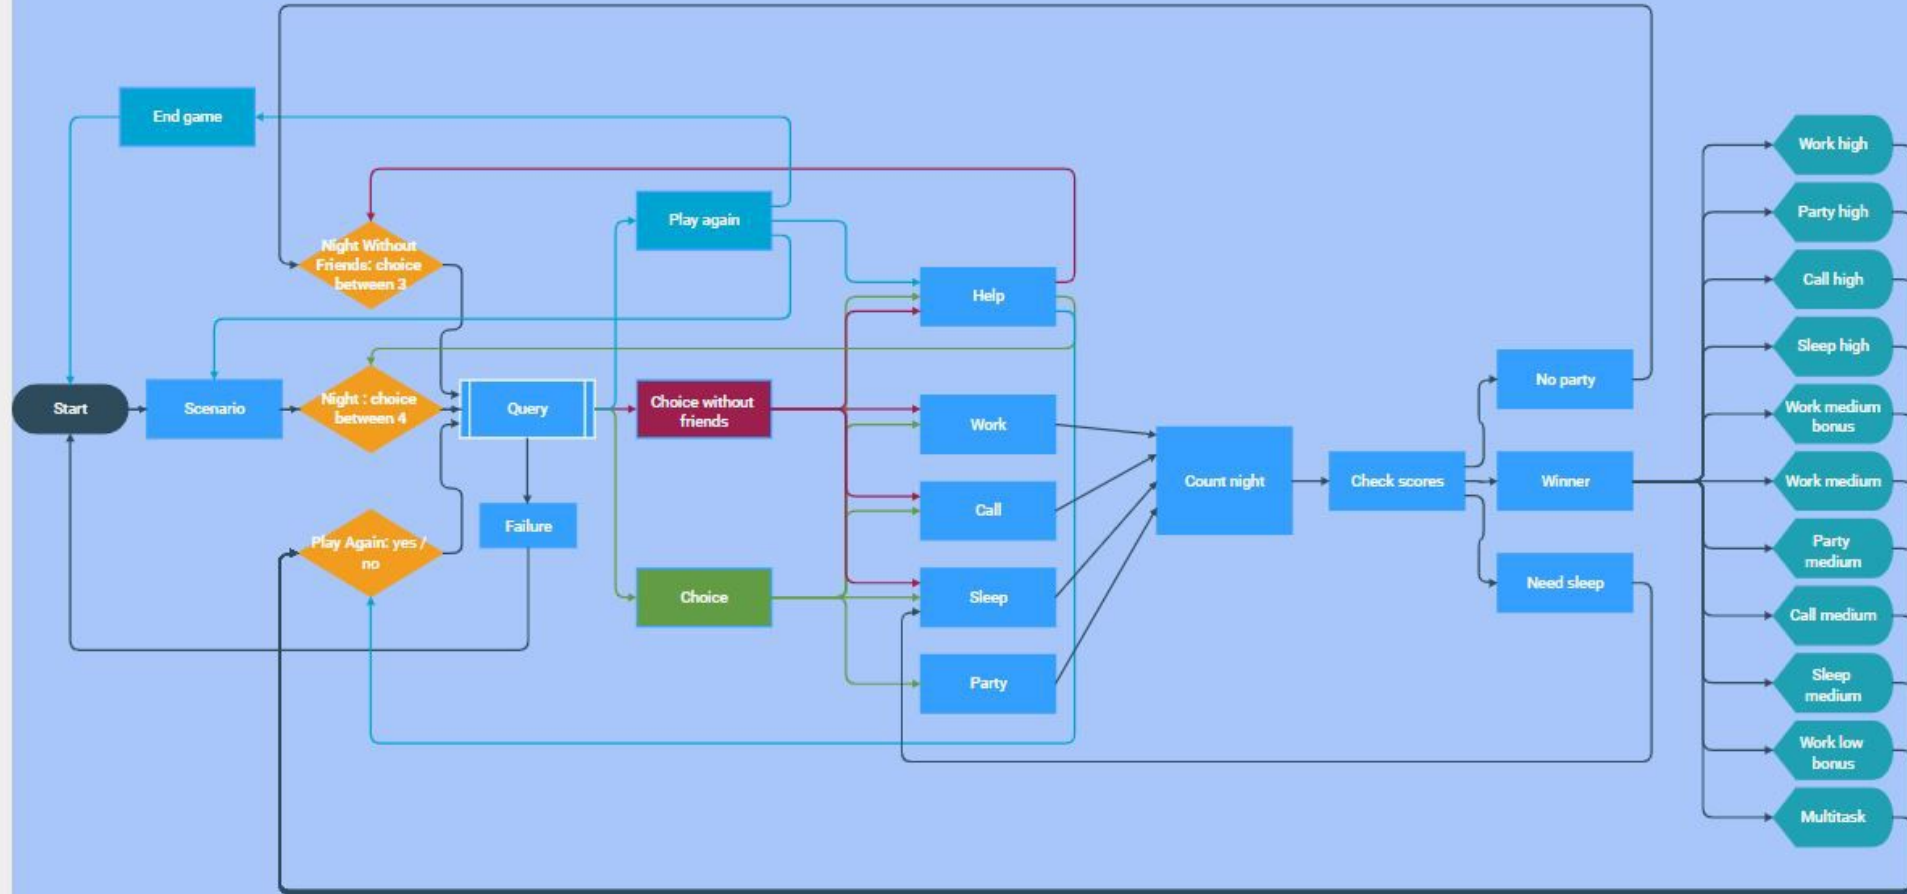 End game
Work high
Play again
Party high
Night Without
Friends: choice
between 3
Call high
Help
Sleep high
No party
Start
Scenario
Night : choice
between 4
Query
Choice without
friends
Work
Work medium
bonus
Count night
Check scores
Winner
Work medium
Call
Failure
Play Again: yes /
no
Party
medium
Choice
Sleep
Need sleep
Call medium
Party
Sleep
medium
Work low
bonus
Multitask